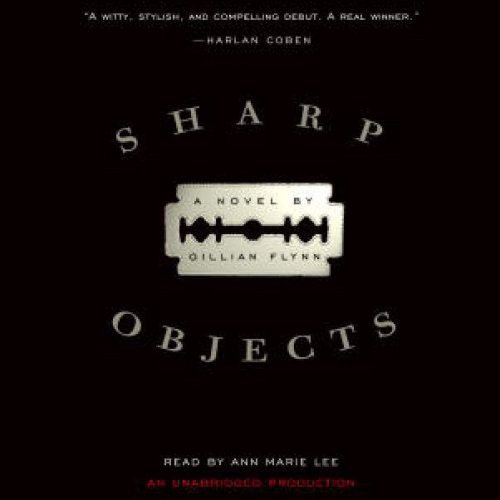 "A WITTY, STYLISH, AND COMPELLING DEBUT. A REAL WINNER."
—HARLAN COBEN
SHARP
A NOVEL BY
GILLIAN FLYNN
OBJECTS
READ BY ANN MARIE LEE
AN UNABRIDGED PRODUCTION